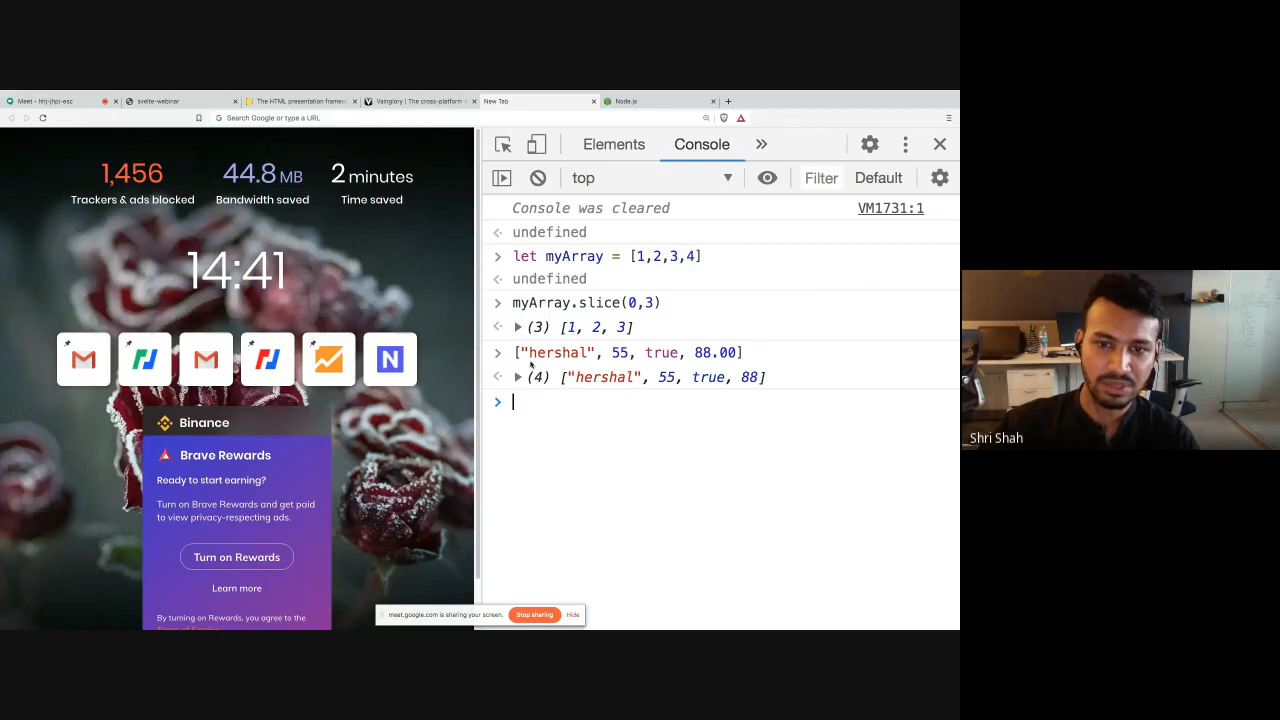 Meet - hhj-jhpi-esc
svelte-webinar
The HTML presentation framew
Vainglory | The cross-platform
New Tab
Node.js
Search Google or type a URL
1,456
Trackers & ads blocked
44.8 MB
Bandwidth saved
2 minutes
Time saved
14:41
N
Binance
Brave Rewards
Ready to start earning?
Turn on Brave Rewards and get paid
to view privacy-respecting ads.
Turn on Rewards
Learn more
By turning on Rewards, you agree to the
Terms of Service
meet.google.com is sharing your screen.
Stop sharing
Hide
Elements
Console
top
Filter
Default
Console was cleared
VM1731:1
undefined
let myArray = [1,2,3,4]
undefined
myArray.slice(0,3)
(3) [1, 2, 3]
["hershal", 55, true, 88.00]
(4) ["hershal", 55, true, 88]
Shri Shah